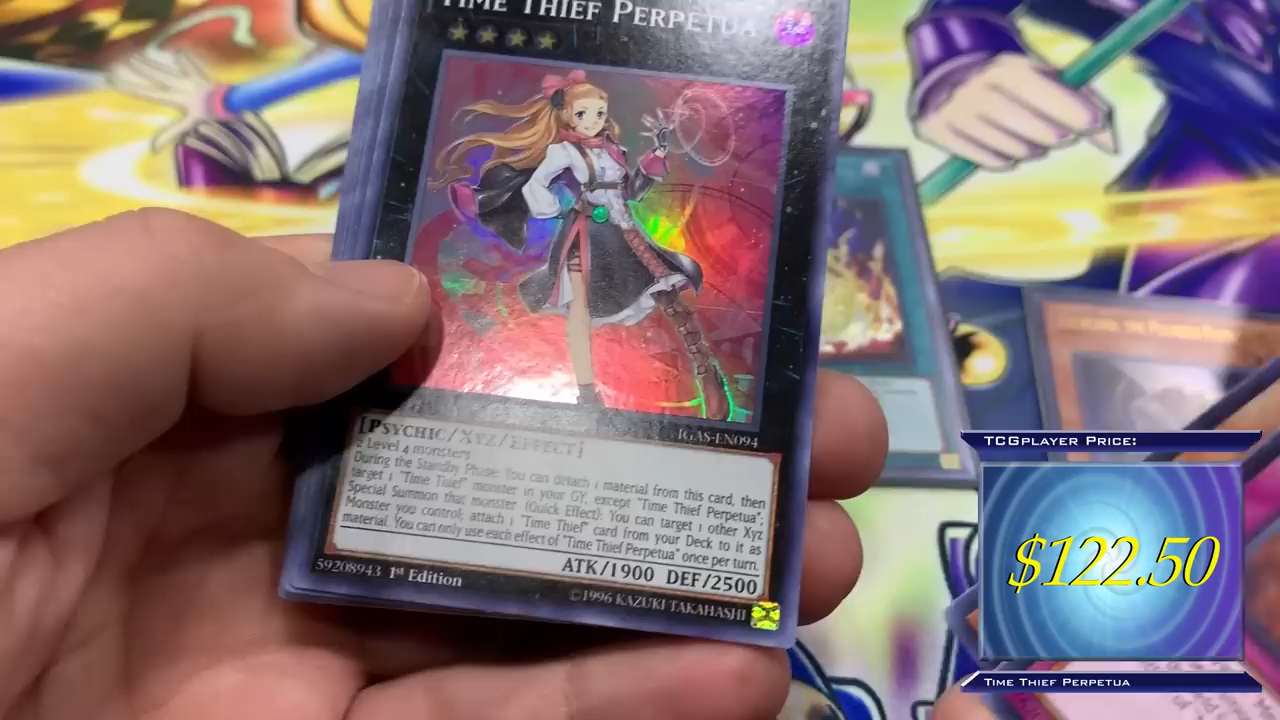 TIME THIEF PERPETUA
IGAS-EN094
[PSYCHIC/XYZ/EFFECT]
2 Level 4 monsters
During the Standby Phase: You can detach 1 material from this card, then
target 1 "Time Thief" monster in your GY, except "Time Thief Perpetua";
Special Summon that monster (Quick Effect): You can target 1 other Xyz
Monster you control; attach 1 "Time Thief" card from your Deck to it as
material. You can only use each effect of "Time Thief Perpetua" once per turn.
ATK/1900 DEF/2500
59208943 1st Edition
©1996 KAZUKI TAKAHASHI
TCGPLAYER PRICE:
$122.50
TIME THIEF PERPETUA